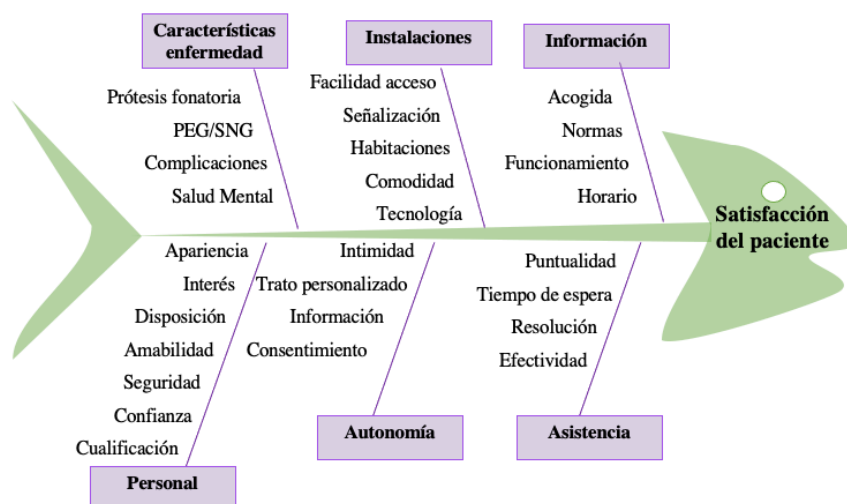 Características
enfermedad
Instalaciones
Información
Prótesis fonatoria
PEG/SNG
Complicaciones
Salud Mental
Facilidad acceso
Señalización
Habitaciones
Comodidad
Tecnología
Acogida
Normas
Funcionamiento
Horario
Satisfacción
del paciente
Apariencia
Interés
Disposición
Amabilidad
Seguridad
Confianza
Cualificación
Intimidad
Trato personalizado
Información
Consentimiento
Puntualidad
Tiempo de espera
Resolución
Efectividad
Personal
Autonomía
Asistencia